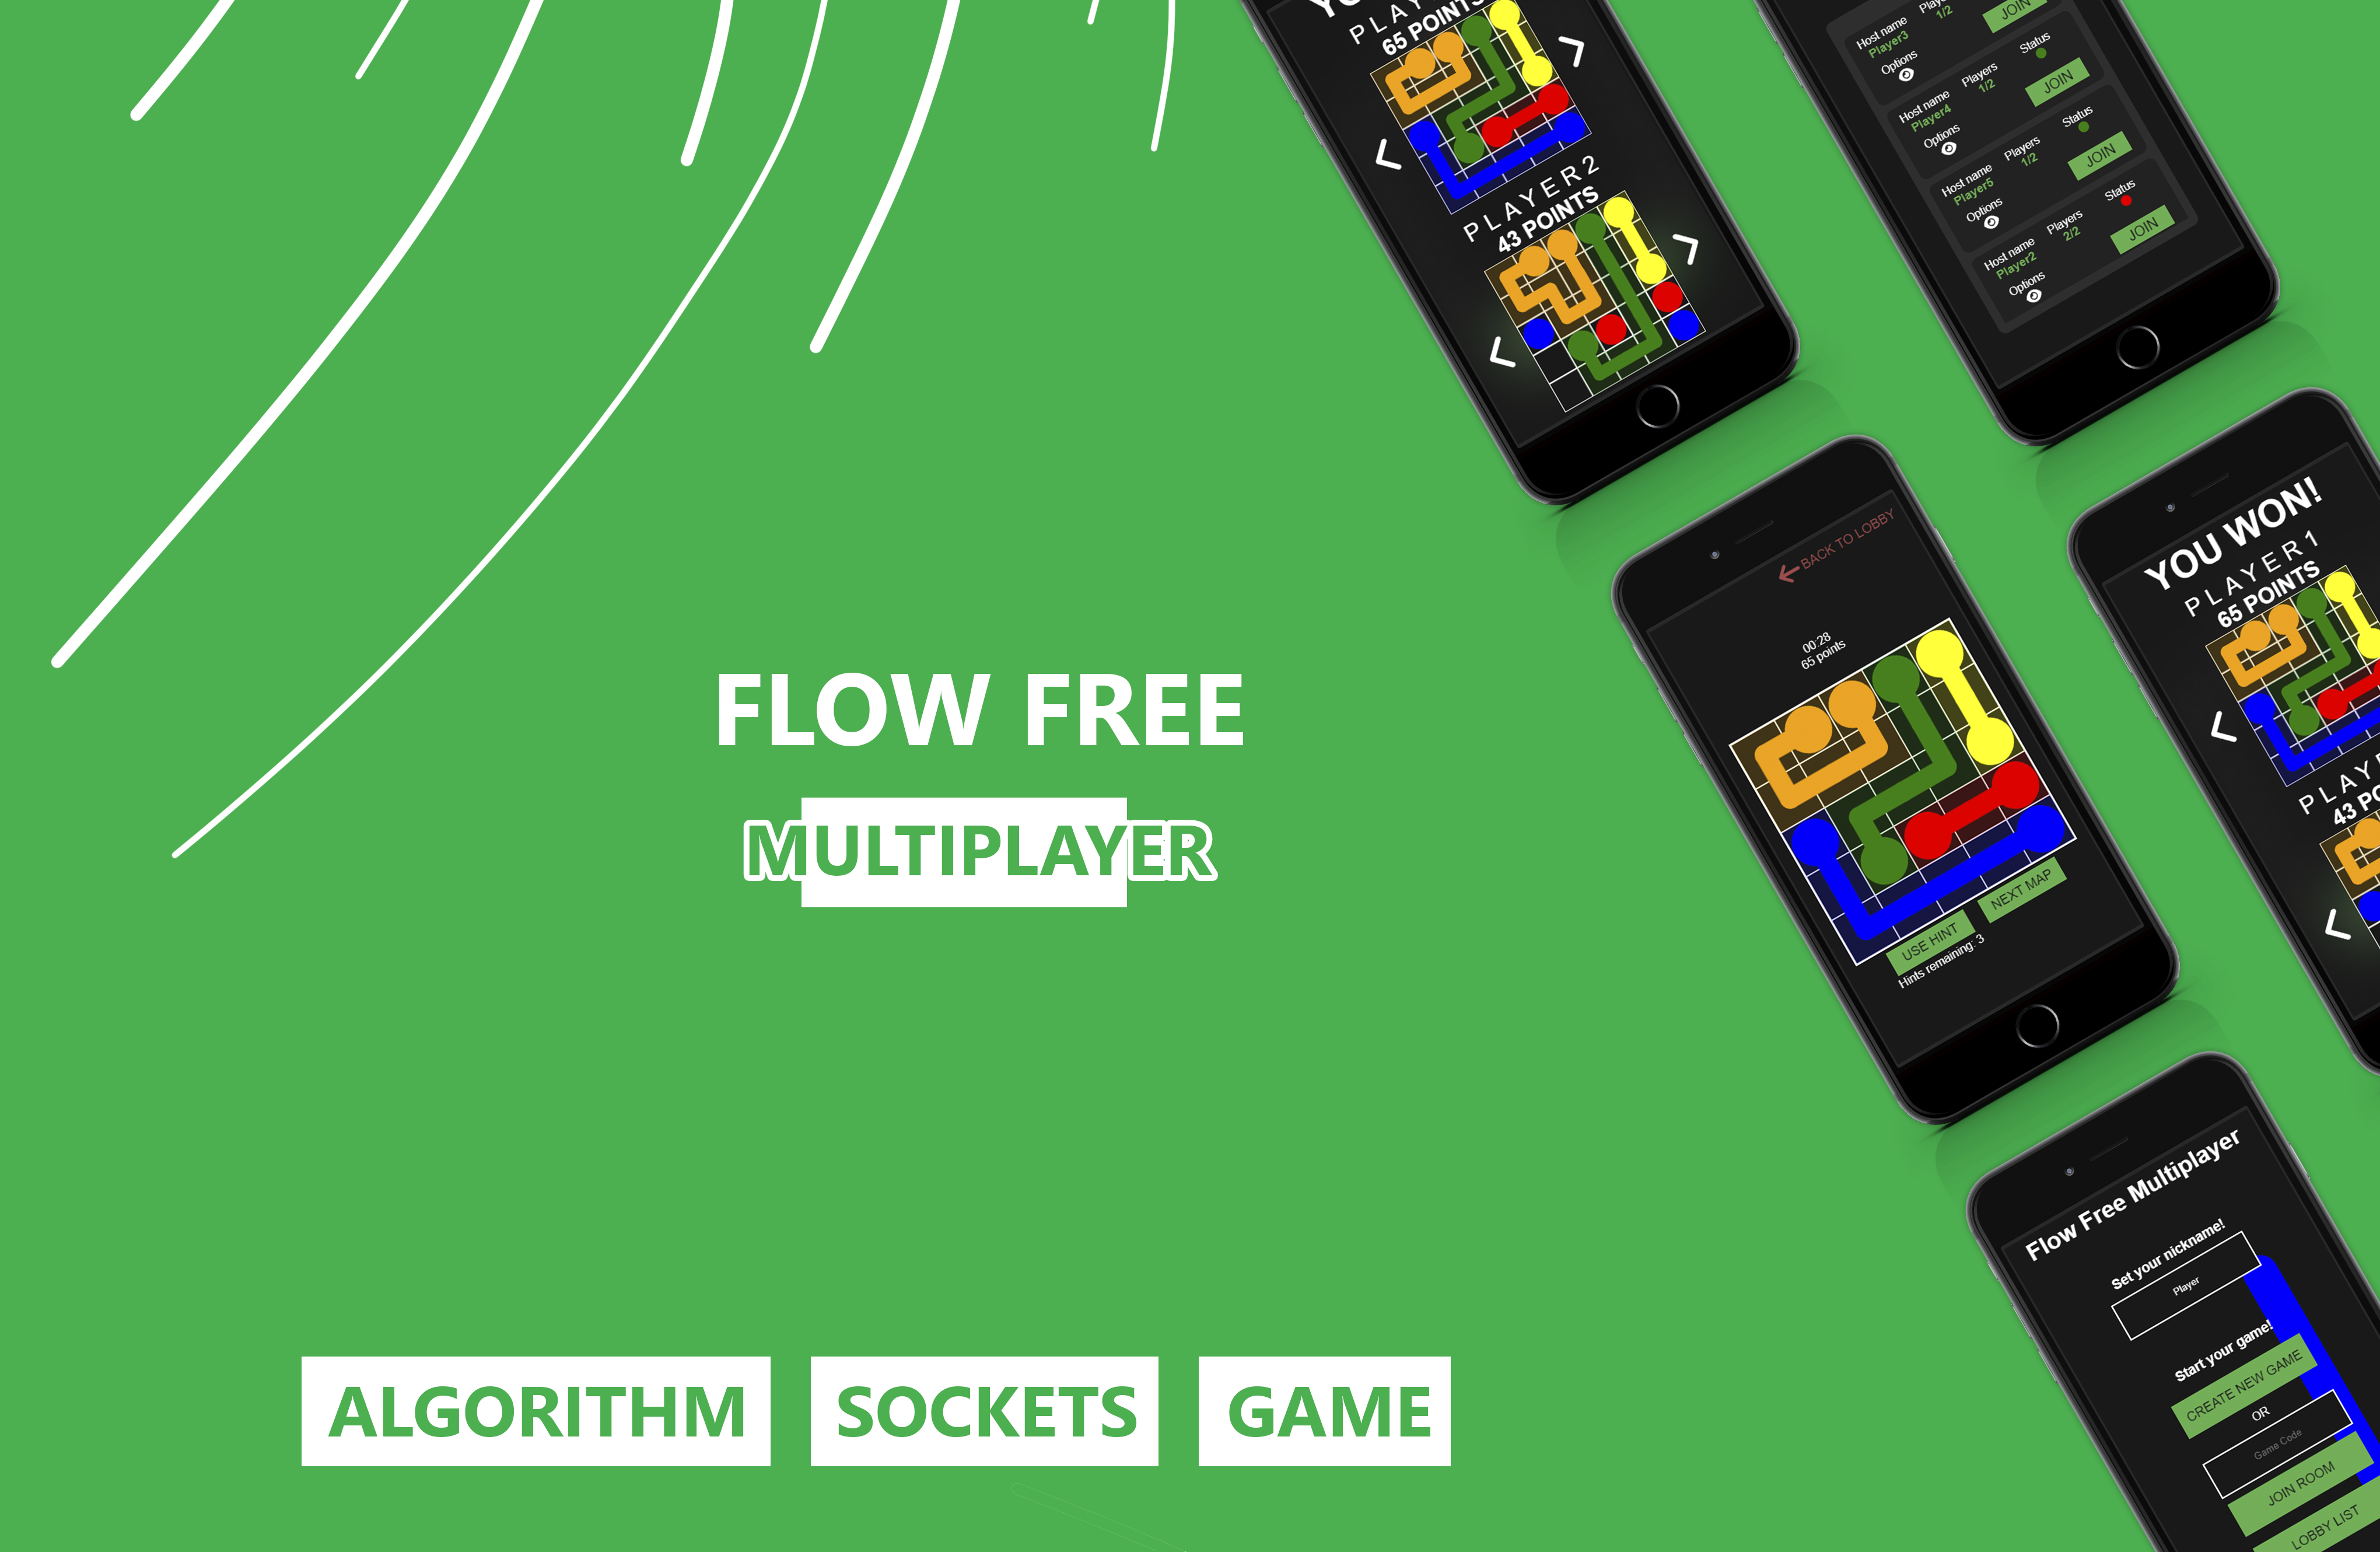 FLOW FREE
MULTIPLAYER
ALGORITHM
SOCKETS
GAME
65 POINTS
PLAYER2
43 POINTS
Host name
Player3
Options
1/2
JOIN
Host name
Player4
Options
Players
1/2
Status
JOIN
Host name
Player5
Options
Players
1/2
Status
JOIN
Host name
Player2
Options
Players
2/2
Status
JOIN
BACK TO LOBBY
00:28
65 points
USE HINT
NEXT MAP
Hints remaining: 3
YOU WON!
PLAYER1
65 POINTS
Flow Free Multiplayer
Set your nickname!
Player
Start your game!
CREATE NEW GAME
OR
Game Code
JOIN ROOM
LOBBY LIST